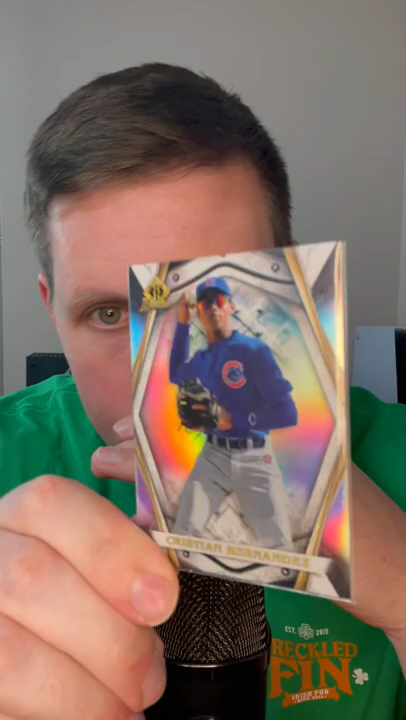 C
CRISTIAN HERNANDEZ
EST. 2015
RECKLED
FIN
IRISH PUB